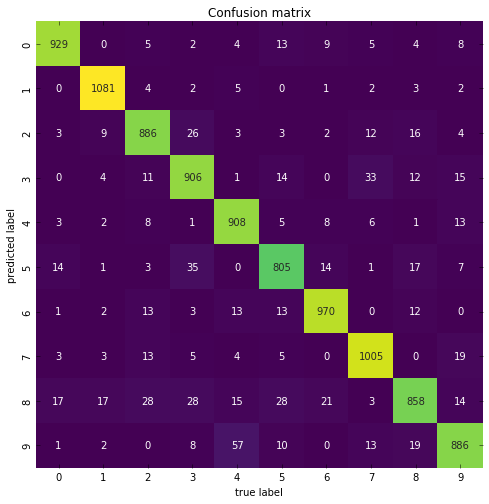 Confusion matrix
predicted label
0 929 0 5 2 4 13 9 5 4 8
1 0 1081 4 2 5 0 1 2 3 2
2 3 9 886 26 3 3 2 12 16 4
3 0 4 11 906 1 14 0 33 12 15
4 3 2 8 1 908 5 8 6 1 13
5 14 1 3 35 0 805 14 1 17 7
6 1 2 13 3 13 13 970 0 12 0
7 3 3 13 5 4 5 0 1005 0 19
8 17 17 28 28 15 28 21 3 858 14
9 1 2 0 8 57 10 0 13 19 886
0 1 2 3 4 5 6 7 8 9
true label